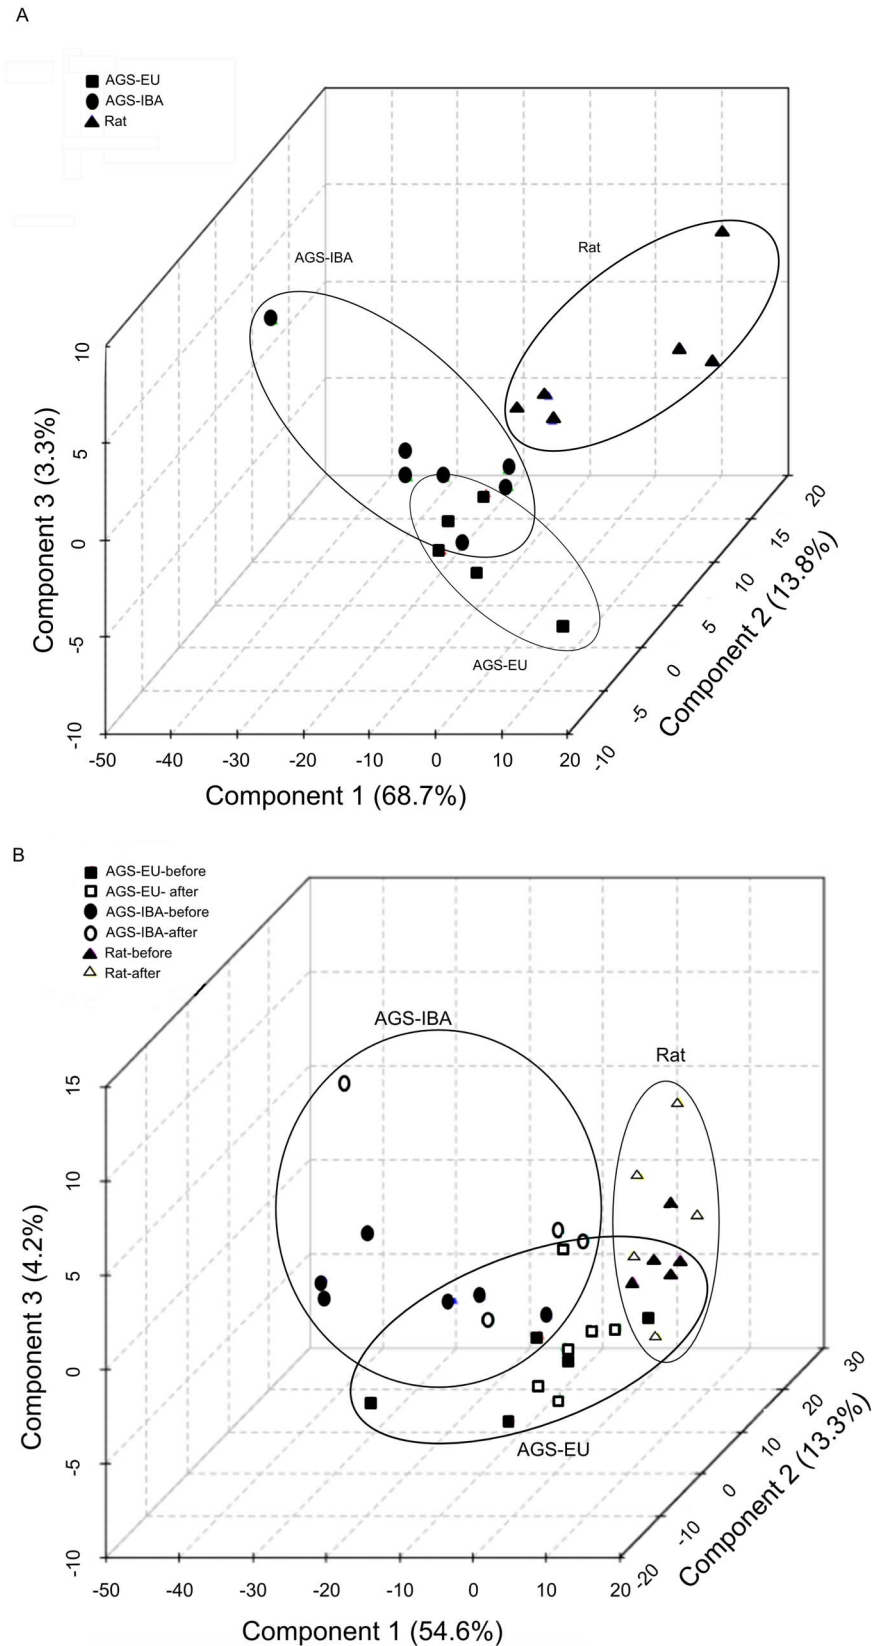 A
AGS-EU
AGS-IBA
Rat
AGS-IBA
Rat
AGS-EU
10
5
0
-5
-10
Component 3 (3.3%)
-50
-40
-30
-20
-10
0
10
20
Component 1 (68.7%)
-10
-5
0
5
10
15
20
Component 2 (13.8%)
B
AGS-EU-before
AGS-EU- after
AGS-IBA-before
AGS-IBA-after
Rat-before
Rat-after
AGS-IBA
Rat
AGS-EU
15
10
5
0
-5
-10
Component 3 (4.2%)
-50
-40
-30
-20
-10
0
10
20
Component 1 (54.6%)
-20
-10
0
10
20
30
Component 2 (13.3%)